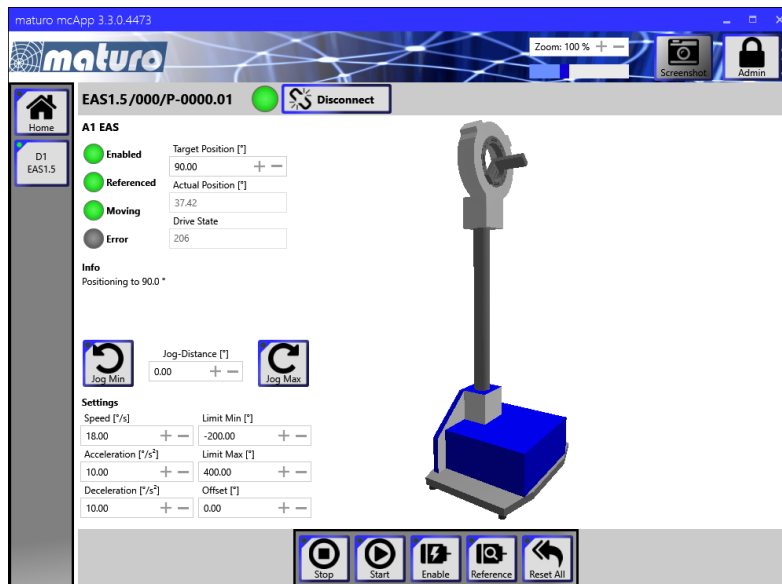 maturo mcApp 3.3.0.4473
maturo
Zoom: 100 %
Screenshot
Admin
Home
D1
EAS1.5
EAS1.5/000/P-0000.01
Disconnect
A1 EAS
Enabled
Referenced
Moving
Error
Target Position [°]
90.00
Actual Position [°]
37.42
Drive State
206
Info
Positioning to 90.0 °
Jog Min
Jog-Distance [°]
0.00
Jog Max
Settings
Speed [°/s]
Limit Min [°]
18.00
-200.00
Acceleration [°/s²]
Limit Max [°]
10.00
400.00
Deceleration [°/s²]
Offset [°]
10.00
0.00
Stop
Start
Enable
Reference
Reset All